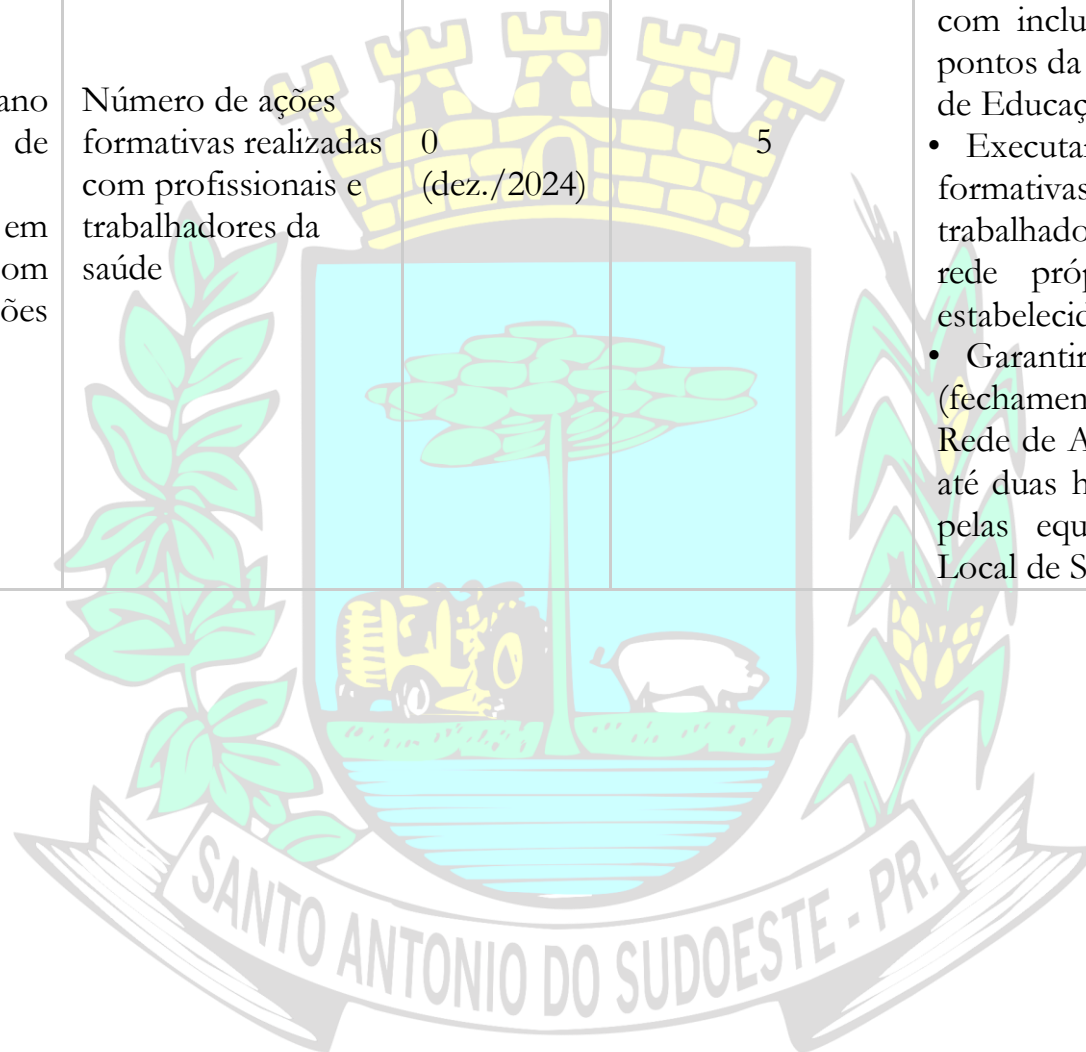 ano
de
em
om
ões
Número de ações
formativas realizadas
com profissionais e
trabalhadores da
saúde
0
(dez./2024)
5
com inclu
pontos da
de Educaç
• Executar
formativas
trabalhado
rede próp
estabelecid
• Garantir
(fechamen
Rede de A
até duas h
pelas equ
Local de S
SANTO ANTONIO DO SUDOESTE - PR.